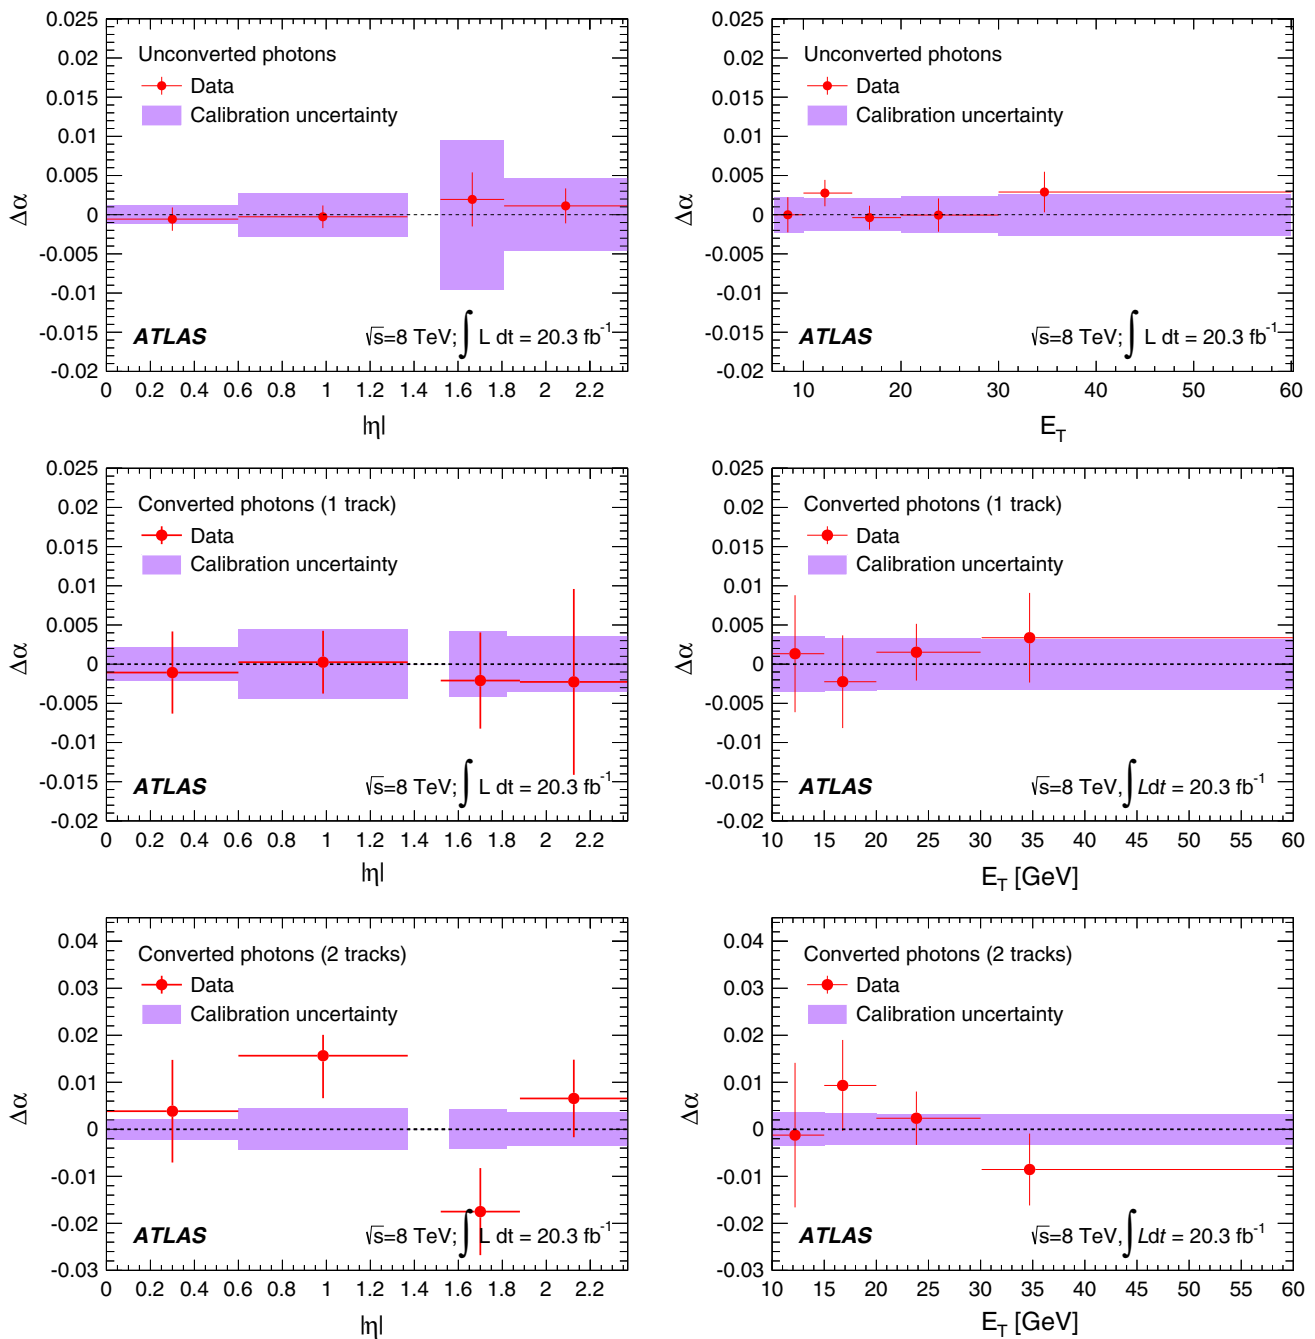 0.025
0.02
0.015
0.01
0.005
0
-0.005
-0.01
-0.015
-0.02
Δα
Unconverted photons
Data
Calibration uncertainty
ATLAS
√s=8 TeV; ∫ L dt = 20.3 fb⁻¹
0 0.2 0.4 0.6 0.8 1 1.2 1.4 1.6 1.8 2 2.2
|η|
0.025
0.02
0.015
0.01
0.005
0
-0.005
-0.01
-0.015
-0.02
Δα
Unconverted photons
Data
Calibration uncertainty
ATLAS
√s=8 TeV; ∫ L dt = 20.3 fb⁻¹
10 20 30 40 50 60
E_T
0.025
0.02
0.015
0.01
0.005
0
-0.005
-0.01
-0.015
-0.02
Δα
Converted photons (1 track)
Data
Calibration uncertainty
ATLAS
√s=8 TeV; ∫ L dt = 20.3 fb⁻¹
0 0.2 0.4 0.6 0.8 1 1.2 1.4 1.6 1.8 2 2.2
|η|
0.025
0.02
0.015
0.01
0.005
0
-0.005
-0.01
-0.015
-0.02
Δα
Converted photons (1 track)
Data
Calibration uncertainty
ATLAS
√s=8 TeV, ∫ Ldt = 20.3 fb⁻¹
10 15 20 25 30 35 40 45 50 55 60
E_T [GeV]
0.04
0.03
0.02
0.01
0
-0.01
-0.02
-0.03
Δα
Converted photons (2 tracks)
Data
Calibration uncertainty
ATLAS
√s=8 TeV; ∫ L dt = 20.3 fb⁻¹
0 0.2 0.4 0.6 0.8 1 1.2 1.4 1.6 1.8 2 2.2
|η|
0.04
0.03
0.02
0.01
0
-0.01
-0.02
-0.03
Δα
Converted photons (2 tracks)
Data
Calibration uncertainty
ATLAS
√s=8 TeV, ∫ Ldt = 20.3 fb⁻¹
10 15 20 25 30 35 40 45 50 55 60
E_T [GeV]